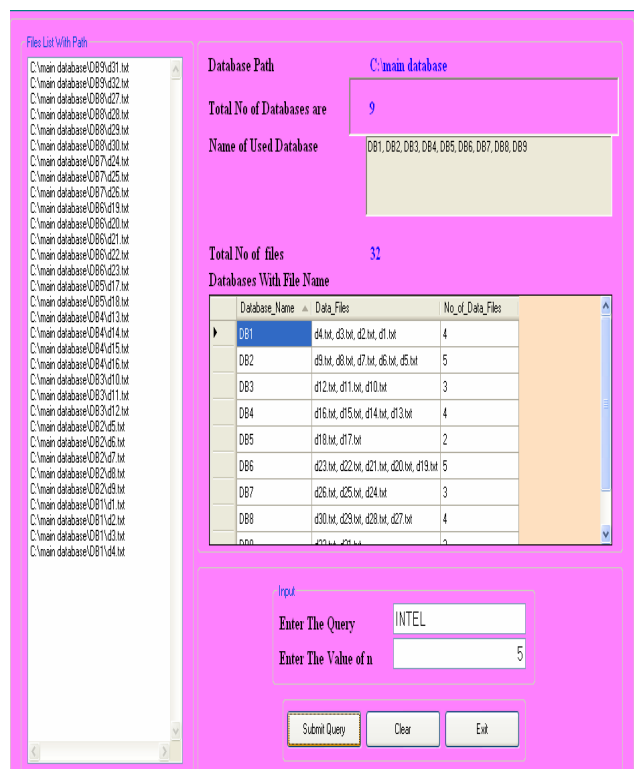 Files List With Path
C:\main database\DB9\d31.txt
C:\main database\DB9\d32.txt
C:\main database\DB8\d27.txt
C:\main database\DB8\d28.txt
C:\main database\DB8\d29.txt
C:\main database\DB8\d30.txt
C:\main database\DB7\d24.txt
C:\main database\DB7\d25.txt
C:\main database\DB7\d26.txt
C:\main database\DB6\d19.txt
C:\main database\DB6\d20.txt
C:\main database\DB6\d21.txt
C:\main database\DB6\d22.txt
C:\main database\DB6\d23.txt
C:\main database\DB5\d17.txt
C:\main database\DB5\d18.txt
C:\main database\DB4\d13.txt
C:\main database\DB4\d14.txt
C:\main database\DB4\d15.txt
C:\main database\DB4\d16.txt
C:\main database\DB3\d10.txt
C:\main database\DB3\d11.txt
C:\main database\DB3\d12.txt
C:\main database\DB2\d5.txt
C:\main database\DB2\d6.txt
C:\main database\DB2\d7.txt
C:\main database\DB2\d8.txt
C:\main database\DB2\d9.txt
C:\main database\DB1\d1.txt
C:\main database\DB1\d2.txt
C:\main database\DB1\d3.txt
C:\main database\DB1\d4.txt
Database Path C:\main database
Total No of Databases are 9
Name of Used Database DB1, DB2, DB3, DB4, DB5, DB6, DB7, DB8, DB9
Total No of files 32
Databases With File Name
Database_Name Data_Files No_of_Data_Files
DB1 d4.txt, d3.txt, d2.txt, d1.txt 4
DB2 d9.txt, d8.txt, d7.txt, d6.txt, d5.txt 5
DB3 d12.txt, d11.txt, d10.txt 3
DB4 d16.txt, d15.txt, d14.txt, d13.txt 4
DB5 d18.txt, d17.txt 2
DB6 d23.txt, d22.txt, d21.txt, d20.txt, d19.txt 5
DB7 d26.txt, d25.txt, d24.txt 3
DB8 d30.txt, d29.txt, d28.txt, d27.txt 4
Input
Enter The Query INTEL
Enter The Value of n 5
Submit Query Clear Exit